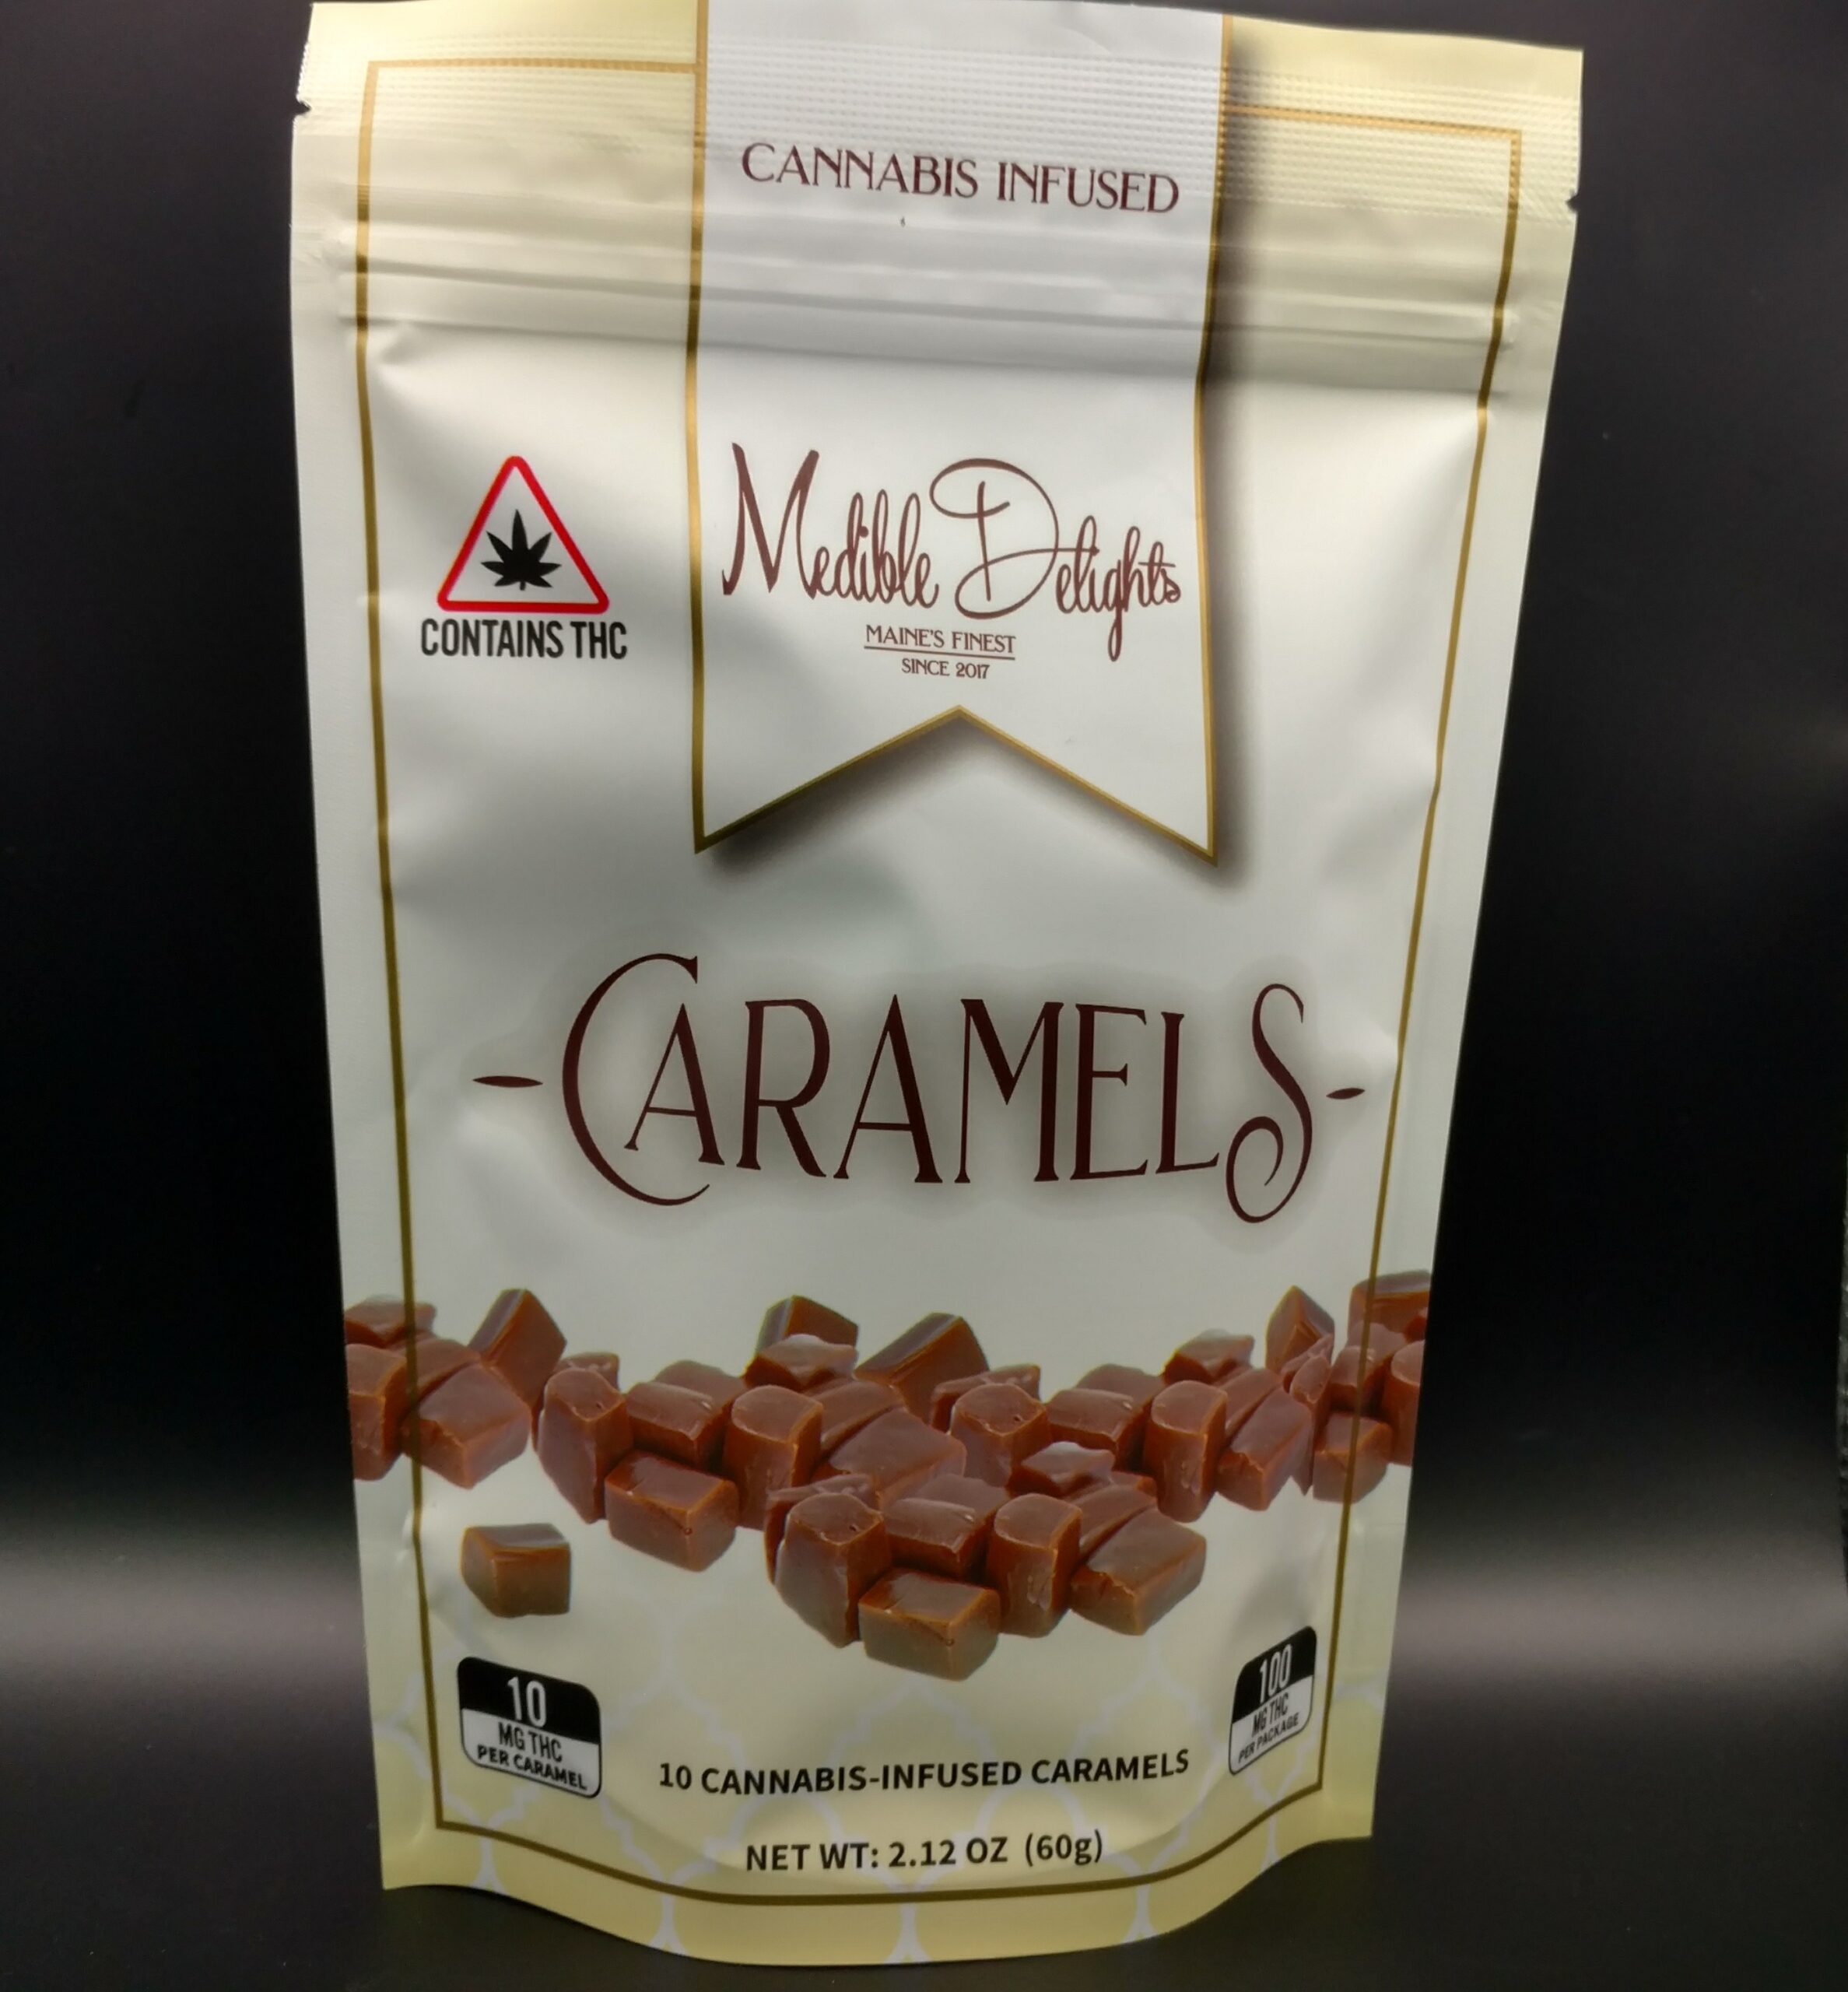 CANNABIS INFUSED
Medible Delights
MAINE'S FINEST
SINCE 2017
CONTAINS THC
-CARAMELS-
10
MG THC
PER CARAMEL
100
MG THC
PER PACKAGE
10 CANNABIS-INFUSED CARAMELS
NET WT: 2.12 OZ (60g)